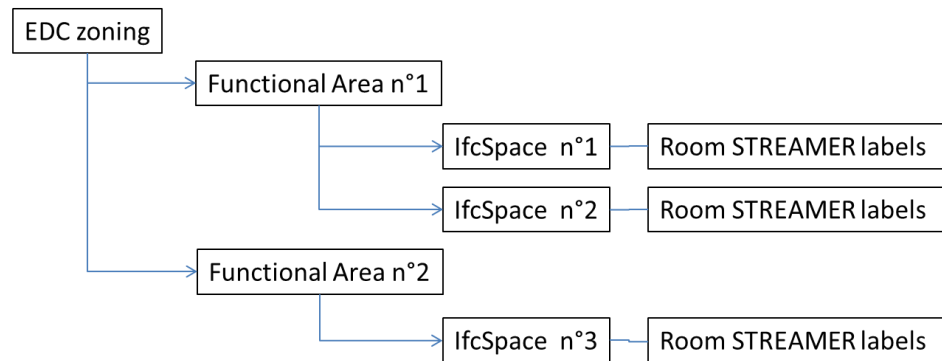 EDC zoning
Functional Area n°1
IfcSpace n°1 Room STREAMER labels
IfcSpace n°2 Room STREAMER labels
Functional Area n°2
IfcSpace n°3 Room STREAMER labels